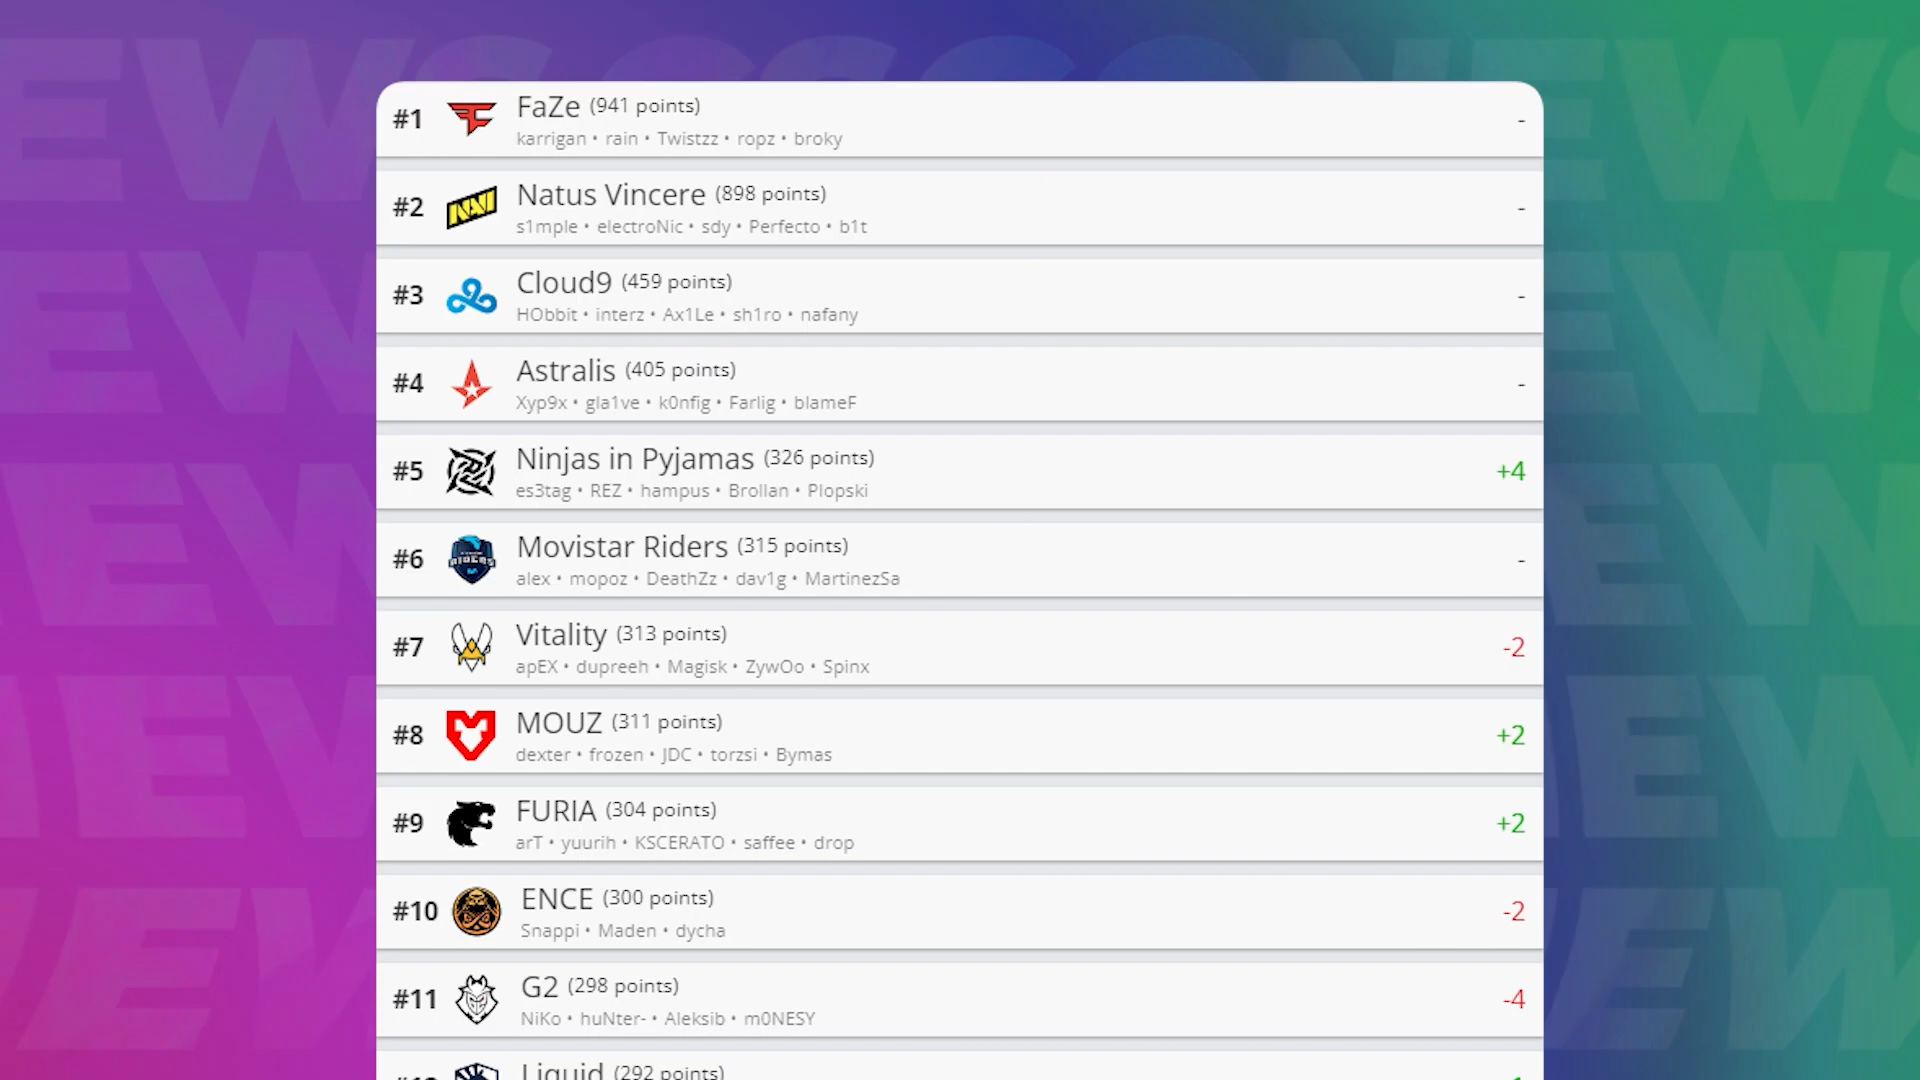 #1 FaZe (941 points) -
karrigan • rain • Twistzz • ropz • broky
#2 Natus Vincere (898 points) -
s1mple • electroNic • sdy • Perfecto • b1t
#3 Cloud9 (459 points) -
HObbit • interz • Ax1Le • sh1ro • nafany
#4 Astralis (405 points) -
Xyp9x • gla1ve • k0nfig • Farlig • blameF
#5 Ninjas in Pyjamas (326 points) +4
es3tag • REZ • hampus • Brollan • Plopski
#6 Movistar Riders (315 points) -
alex • mopoz • DeathZz • dav1g • MartinezSa
#7 Vitality (313 points) -2
apEX • dupreeh • Magisk • ZywOo • Spinx
#8 MOUZ (311 points) +2
dexter • frozen • JDC • torzsi • Bymas
#9 FURIA (304 points) +2
arT • yuurih • KSCERATO • saffee • drop
#10 ENCE (300 points) -2
Snappi • Maden • dycha
#11 G2 (298 points) -4
NiKo • huNter- • Aleksib • m0NESY
Liquid (292 points)